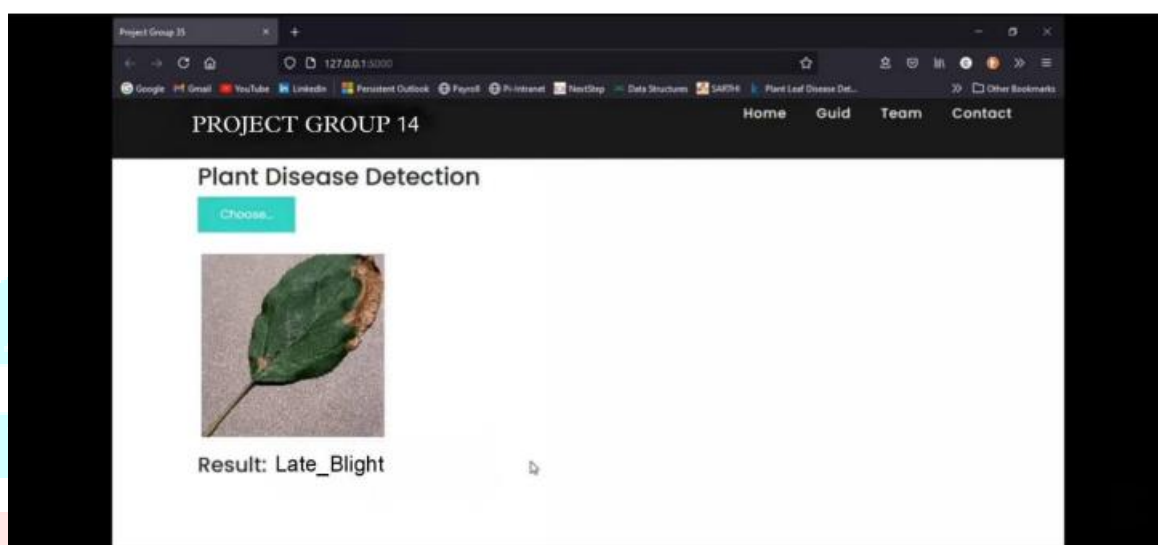 Project Group 35
127.0.0.1:5000
Google Gmail YouTube LinkedIn Persistent Outlook Payroll Pi-Intranet NextStep Data Structures SARTHI Plant Leaf Disease Det... Other Bookmarks
PROJECT GROUP 14 Home Guid Team Contact
Plant Disease Detection
Choose...
Result: Late_Blight